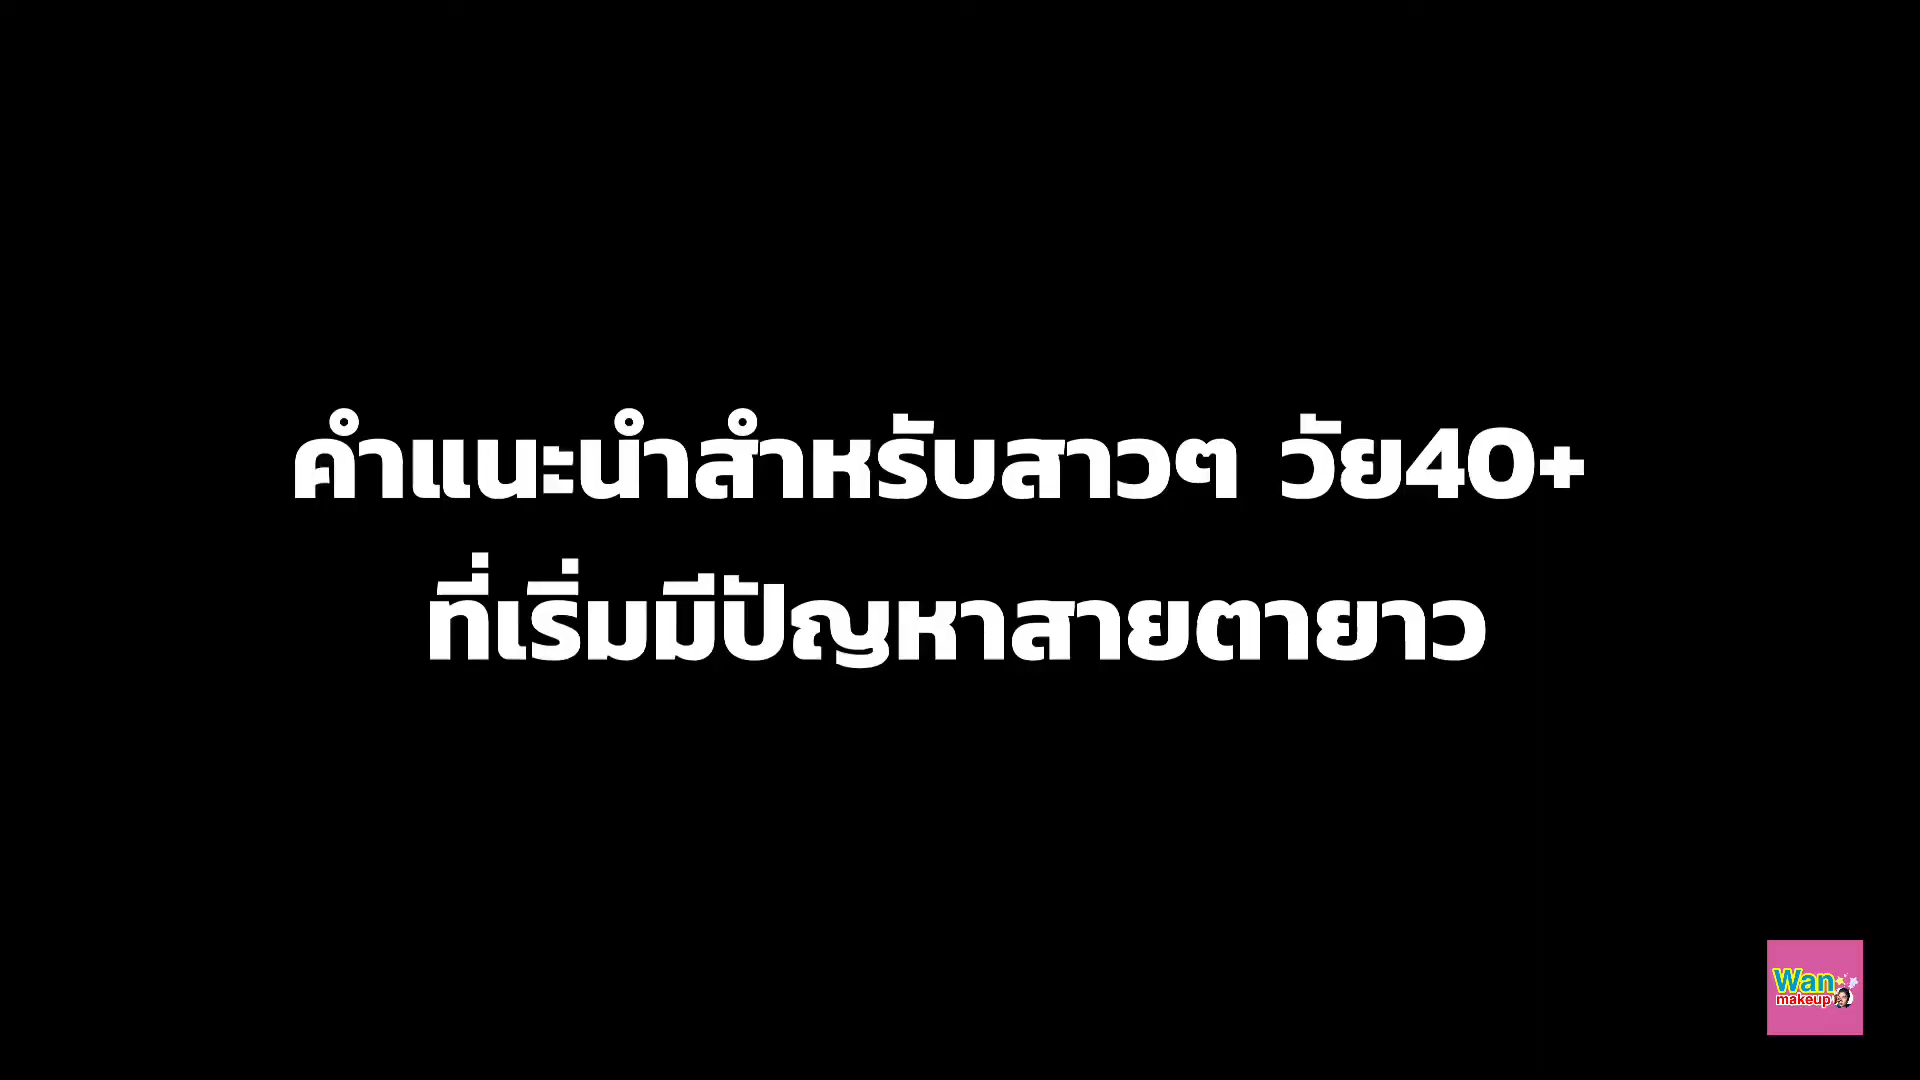 คำแนะนำสำหรับสาวๆ วัย40+
ที่เริ่มมีปัญหาสายตายาว
Wan
makeup